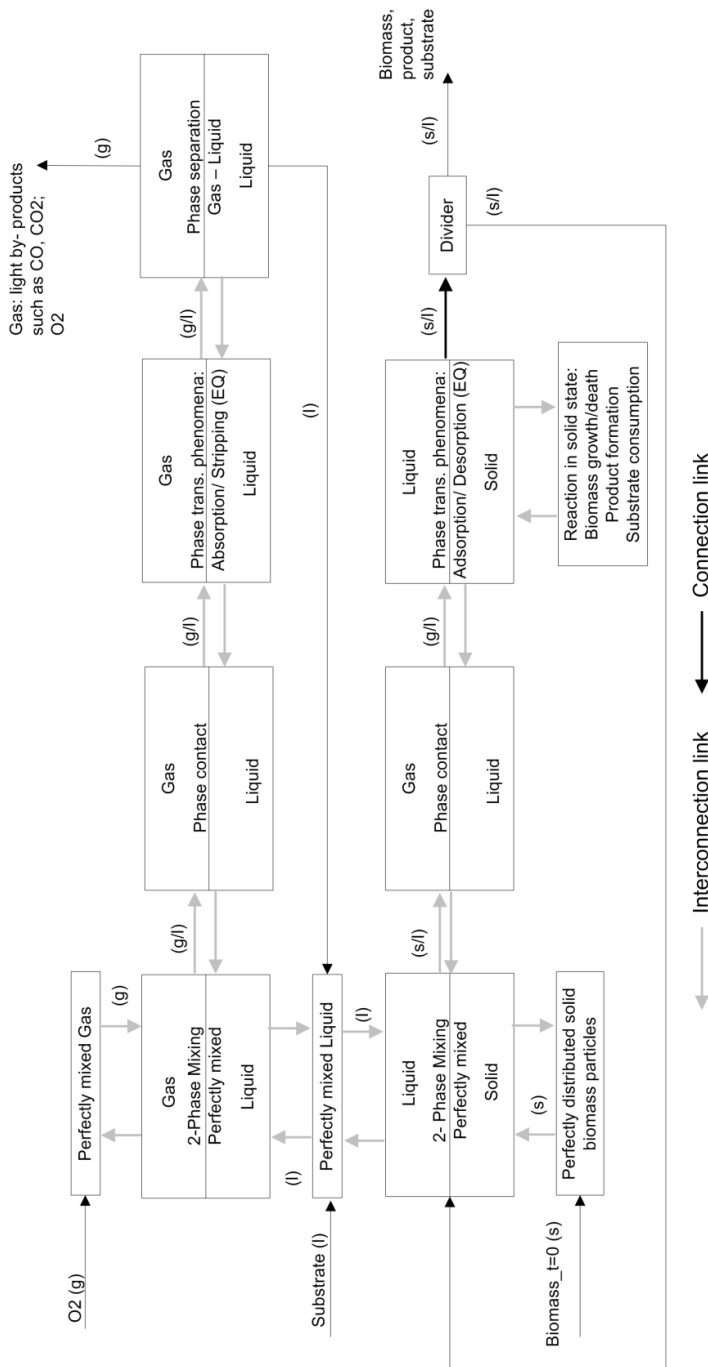 O2 (g)
Perfectly mixed Gas
(g)
Gas
2-Phase Mixing
Perfectly mixed
Liquid
(g/l)
Gas
Phase contact
Liquid
(g/l)
Gas
Phase trans. phenomena:
Absorption/ Stripping (EQ)
Liquid
(g/l)
Gas
Phase separation
Gas – Liquid
Liquid
(g)
Gas: light by- products
such as CO, CO2;
O2
(l)
(l)
Substrate (l)
Perfectly mixed Liquid
(l)
Liquid
2- Phase Mixing
Perfectly mixed
Solid
(s/l)
Gas
Phase contact
Liquid
(g/l)
Liquid
Phase trans. phenomena:
Adsorption/ Desorption (EQ)
Solid
(s/l)
Divider
(s/l)
Biomass,
product,
substrate
(s/l)
(s)
Biomass_t=0 (s)
Perfectly distributed solid
biomass particles
Reaction in solid state:
Biomass growth/death
Product formation
Substrate consumption
Interconnection link
Connection link